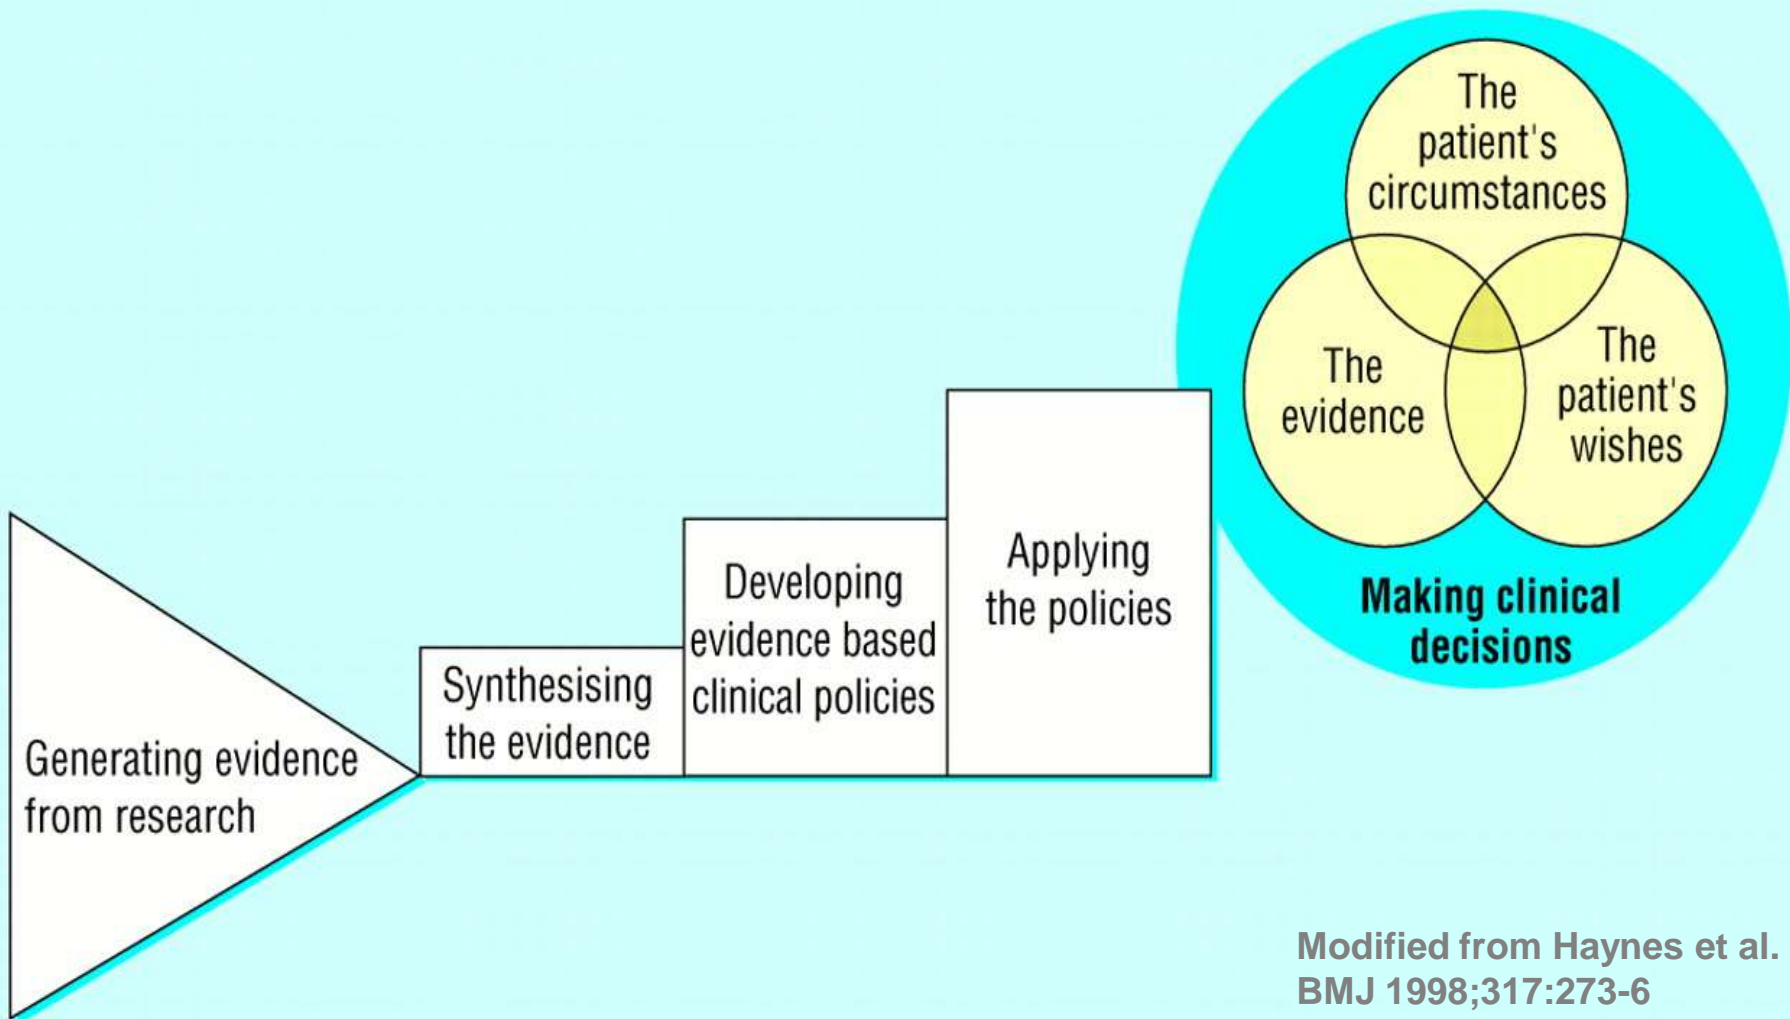 Generating evidence
from research
Synthesising
the evidence
Developing
evidence based
clinical policies
Applying
the policies
The
patient's
circumstances
The
evidence
The
patient's
wishes
Making clinical
decisions
Modified from Haynes et al.
BMJ 1998;317:273-6